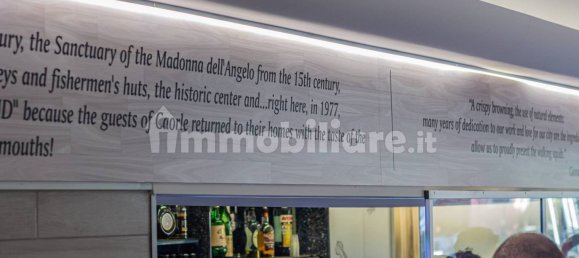 ury, the Sanctuary of the Madonna dell'Angelo from the 15th century,
eys and fishermen's huts, the historic center and...right here, in 1977
ND" because the guests of Caorle returned to their homes with the taste of the
mouths!
"A crispy browning, the use of natural elements:
many years of dedication to our work and love for our city are the
allow us to proudly present the walking squid."
immobiliare.it